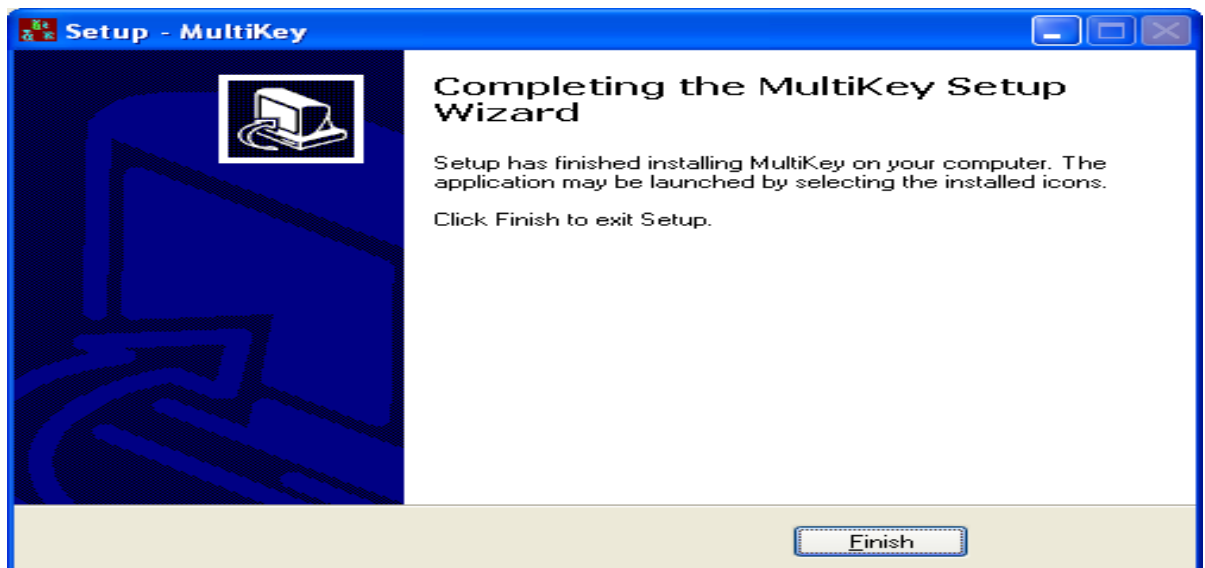 Setup - MultiKey
Completing the MultiKey Setup
Wizard
Setup has finished installing MultiKey on your computer. The
application may be launched by selecting the installed icons.
Click Finish to exit Setup.
Finish